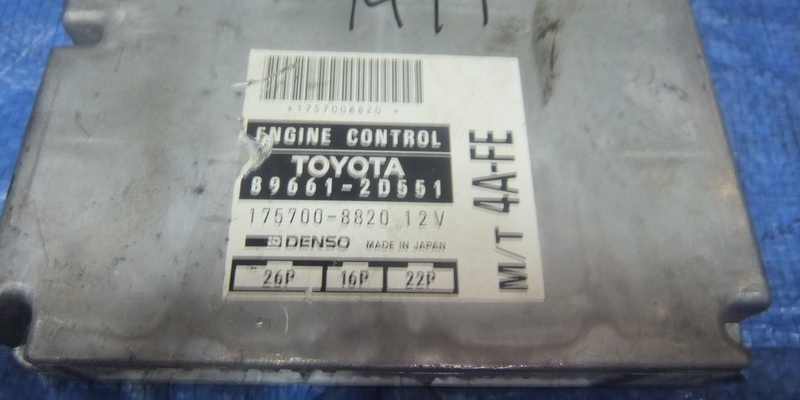 *1757008820*
ENGINE CONTROL
TOYOTA
89661-2D551
175700-8820 12V
DENSO MADE IN JAPAN
26P 16P 22P
M/T 4A-FE